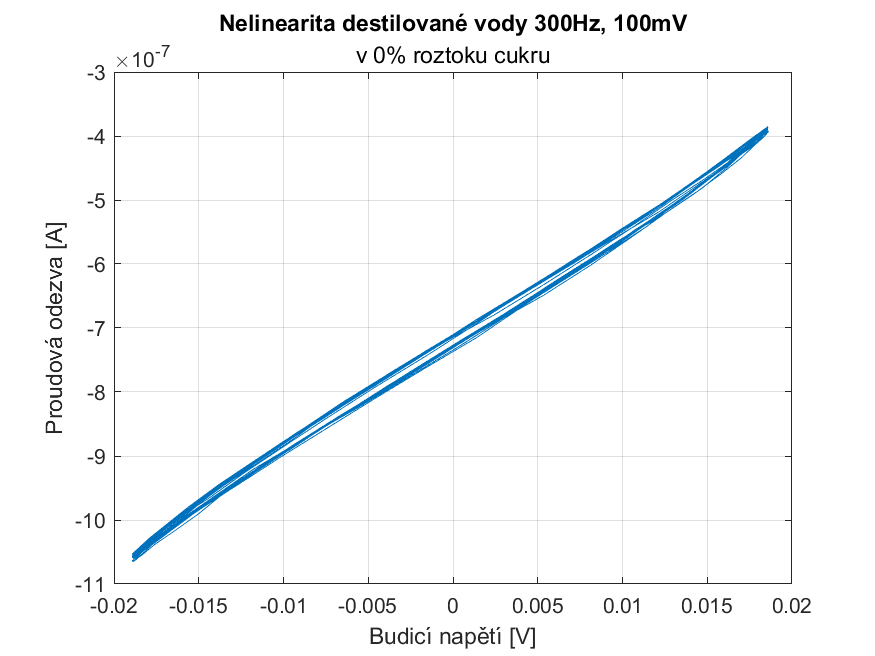 Nelinearita destilované vody 300Hz, 100mV
v 0% roztoku cukru
×10-7
-3
-4
-5
-6
-7
-8
-9
-10
-11
Proudová odezva [A]
-0.02 -0.015 -0.01 -0.005 0 0.005 0.01 0.015 0.02
Budicí napětí [V]